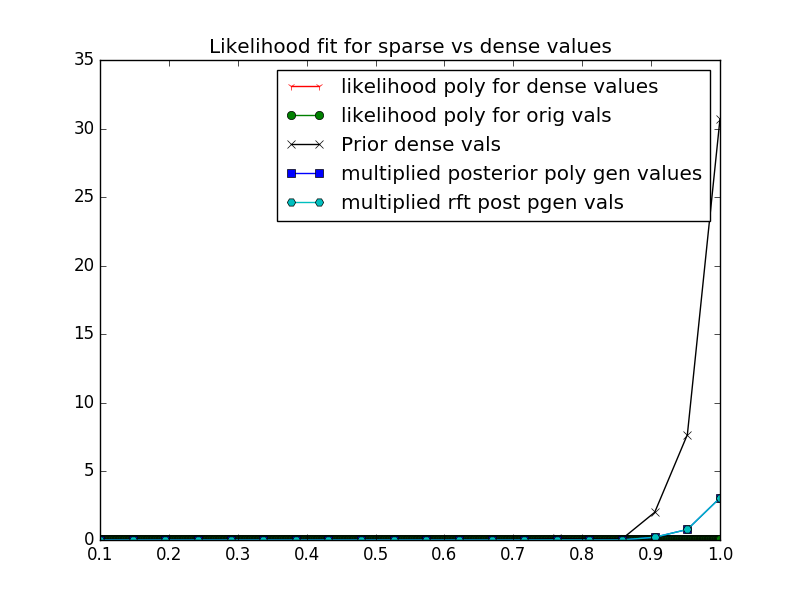 Likelihood fit for sparse vs dense values
35
30
25
20
15
10
5
0
likelihood poly for dense values
likelihood poly for orig vals
Prior dense vals
multiplied posterior poly gen values
multiplied rft post pgen vals
0.1 0.2 0.3 0.4 0.5 0.6 0.7 0.8 0.9 1.0